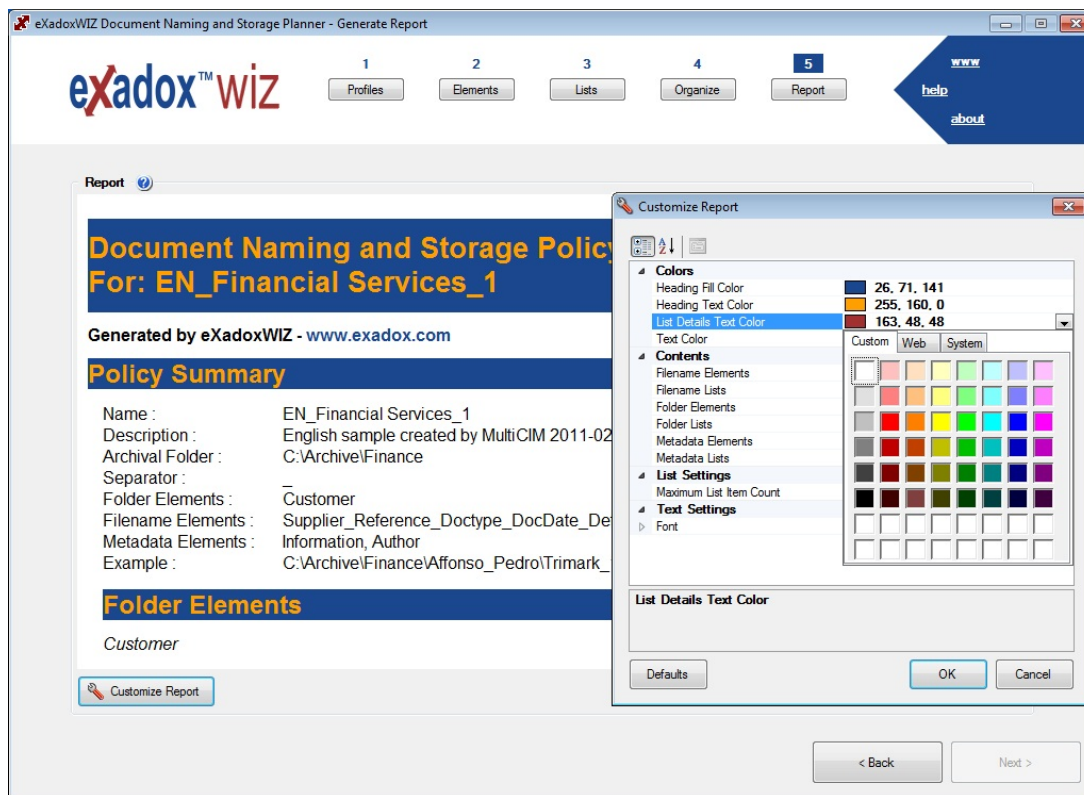 eXadoxWIZ Document Naming and Storage Planner - Generate Report
exadox™wiz
1 2 3 4 5
Profiles Elements Lists Organize Report
www
help
about
Report
Document Naming and Storage Policy
For: EN_Financial Services_1
Generated by eXadoxWIZ - www.exadox.com
Policy Summary
Name : EN_Financial Services_1
Description : English sample created by MultiCIM 2011-02
Archival Folder : C:\Archive\Finance
Separator : _
Folder Elements : Customer
Filename Elements : Supplier_Reference_Doctype_DocDate_De
Metadata Elements : Information, Author
Example : C:\Archive\Finance\Affonso_Pedro\Trimark_
Folder Elements
Customer
Customize Report
Customize Report
Colors
Heading Fill Color 26, 71, 141
Heading Text Color 255, 160, 0
List Details Text Color 163, 48, 48
Text Color
Custom Web System
Contents
Filename Elements
Filename Lists
Folder Elements
Folder Lists
Metadata Elements
Metadata Lists
List Settings
Maximum List Item Count
Text Settings
Font
List Details Text Color
Defaults OK Cancel
< Back Next >